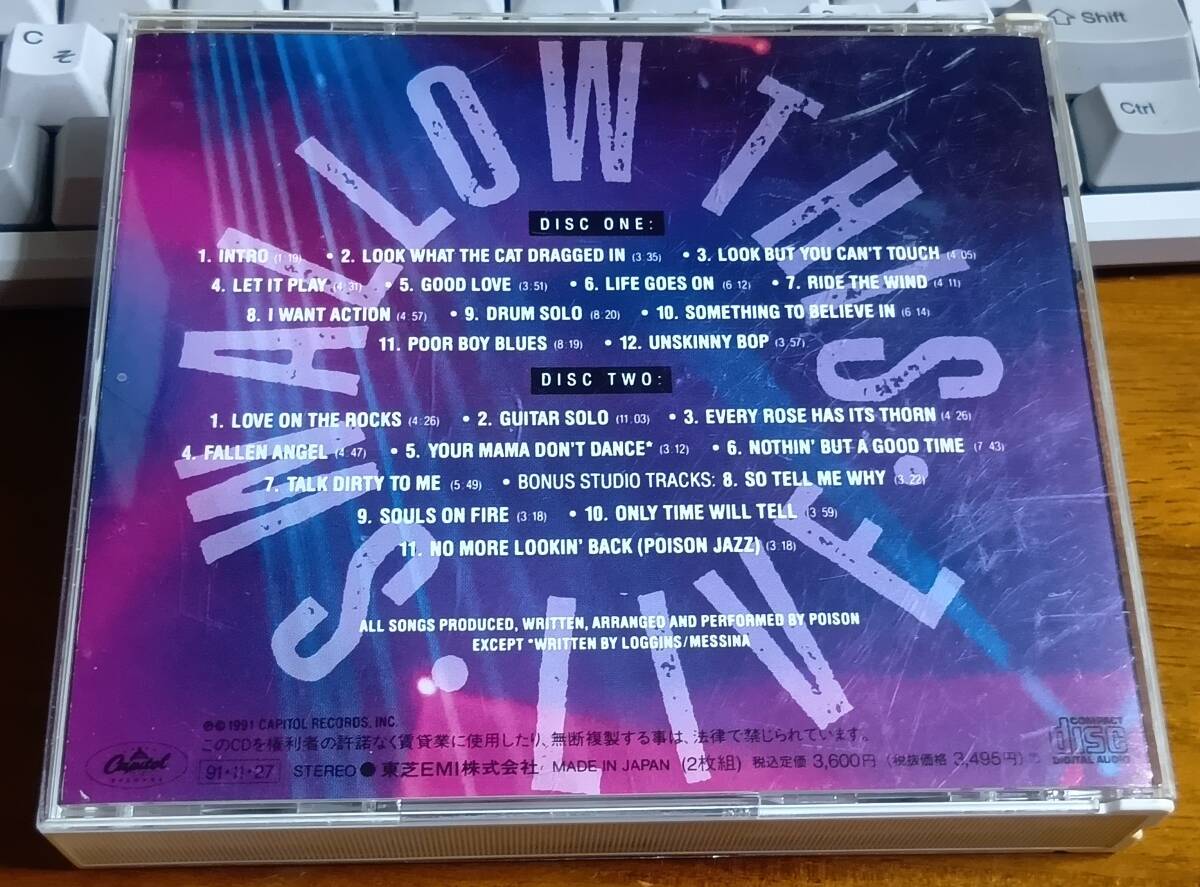 C
そ
Shift
Ctrl
SWALLOW THIS • LIVE •
DISC ONE:
1. INTRO (1 19) • 2. LOOK WHAT THE CAT DRAGGED IN (3:35) • 3. LOOK BUT YOU CAN'T TOUCH (4 05)
4. LET IT PLAY (4:31) • 5. GOOD LOVE (3:51) • 6. LIFE GOES ON (6 12) • 7. RIDE THE WIND (4 11)
8. I WANT ACTION (4:57) • 9. DRUM SOLO (8:20) • 10. SOMETHING TO BELIEVE IN (6 14)
11. POOR BOY BLUES (8 19) • 12. UNSKINNY BOP (3.57)
DISC TWO:
1. LOVE ON THE ROCKS (4:26) • 2. GUITAR SOLO (11.03) • 3. EVERY ROSE HAS ITS THORN (4 26)
4. FALLEN ANGEL (4:47) • 5. YOUR MAMA DON'T DANCE* (3.12) • 6. NOTHIN' BUT A GOOD TIME (7 43)
7. TALK DIRTY TO ME (5:49) • BONUS STUDIO TRACKS: 8. SO TELL ME WHY (3.22)
9. SOULS ON FIRE (3 18) • 10. ONLY TIME WILL TELL (3 59)
11. NO MORE LOOKIN' BACK (POISON JAZZ) (3 18)
ALL SONGS PRODUCED, WRITTEN, ARRANGED AND PERFORMED BY POISON
EXCEPT *WRITTEN BY LOGGINS/MESSINA
℗© 1991 CAPITOL RECORDS, INC.
このCDを権利者の許諾なく賃貸業に使用したり、無断複製する事は、法律で禁じられています。
Capitol
RECORDS
91・11・27 STEREO ● 東芝EMI株式会社 MADE IN JAPAN (2枚組) 税込定価 3,600円 (税抜価格 3,495円)
COMPACT
disc
DIGITAL AUDIO